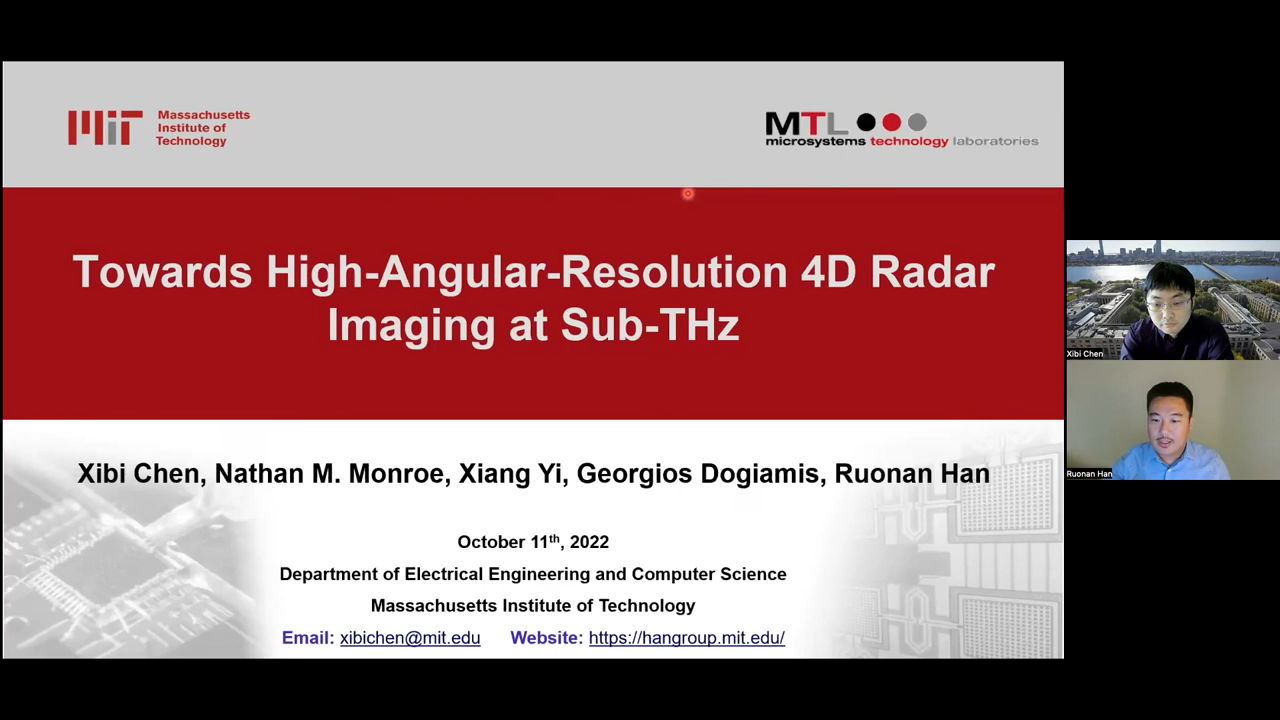 Massachusetts
Institute of
Technology
MTL
microsystems technology laboratories
Towards High-Angular-Resolution 4D Radar
Imaging at Sub-THz
Xibi Chen, Nathan M. Monroe, Xiang Yi, Georgios Dogiamis, Ruonan Han
October 11th, 2022
Department of Electrical Engineering and Computer Science
Massachusetts Institute of Technology
Email: xibichen@mit.edu Website: https://hangroup.mit.edu/
Xibi Chen
Ruonan Han